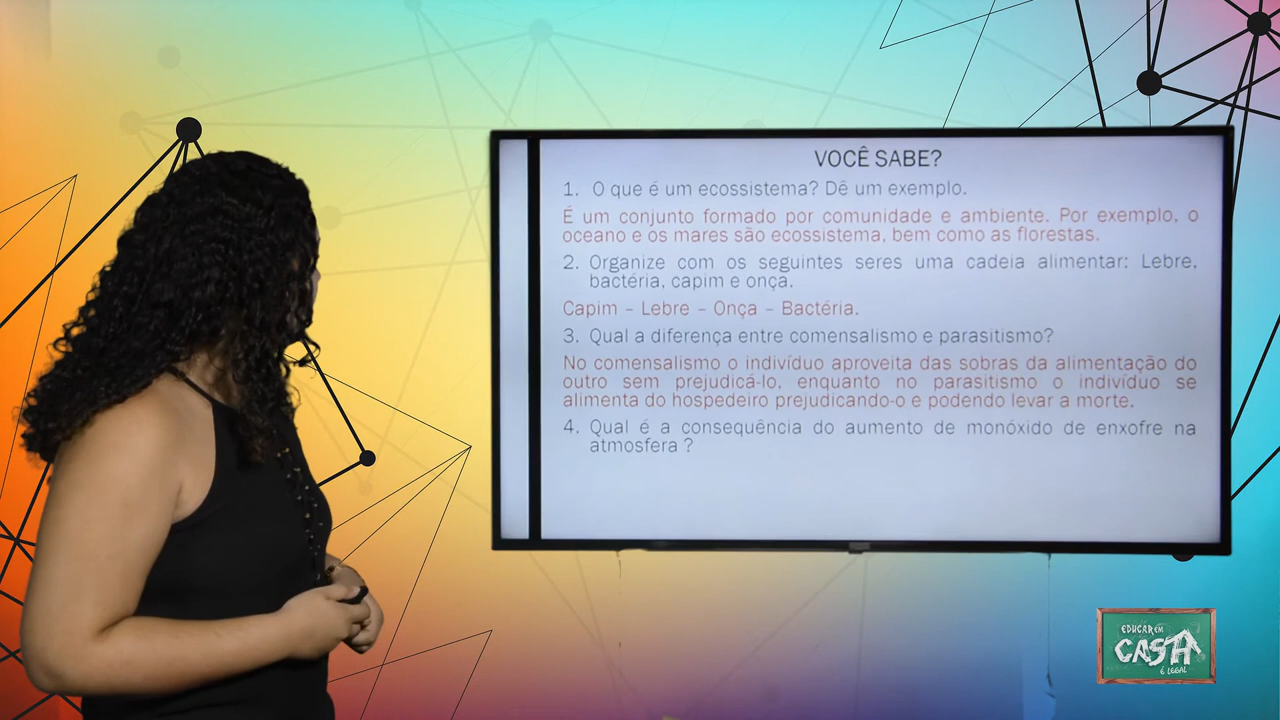 VOCÊ SABE?
1. O que é um ecossistema? Dê um exemplo.
É um conjunto formado por comunidade e ambiente. Por exemplo, o
oceano e os mares são ecossistema, bem como as florestas.
2. Organize com os seguintes seres uma cadeia alimentar: Lebre,
bactéria, capim e onça.
Capim – Lebre – Onça – Bactéria.
3. Qual a diferença entre comensalismo e parasitismo?
No comensalismo o indivíduo aproveita das sobras da alimentação do
outro sem prejudicá-lo, enquanto no parasitismo o indivíduo se
alimenta do hospedeiro prejudicando-o e podendo levar a morte.
4. Qual é a consequência do aumento de monóxido de enxofre na
atmosfera ?
EDUCAR EM
CASA
É LEGAL